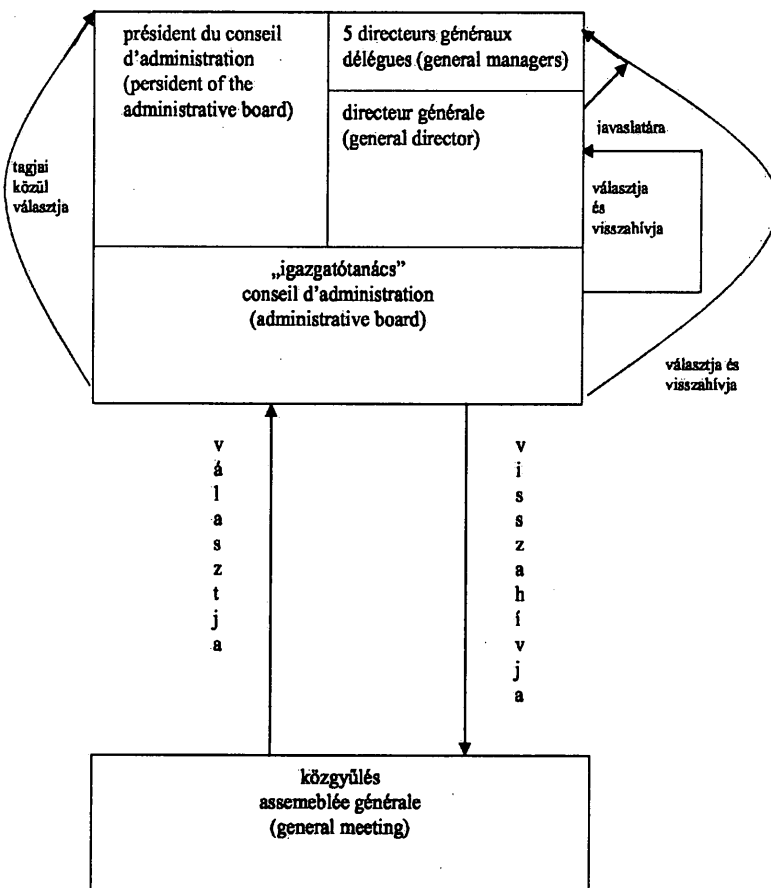 président du conseil
d'administration
(persident of the
administrative board)
5 directeurs généraux
délégues (general managers)
directeur générale
(general director)
javaslatára
tagjai
közül
választja
választja
és
visszahívja
„igazgatótanács”
conseil d'administration
(administrative board)
választja és
visszahívja
választja
visszahívja
közgyűlés
assemeblée générale
(general meeting)